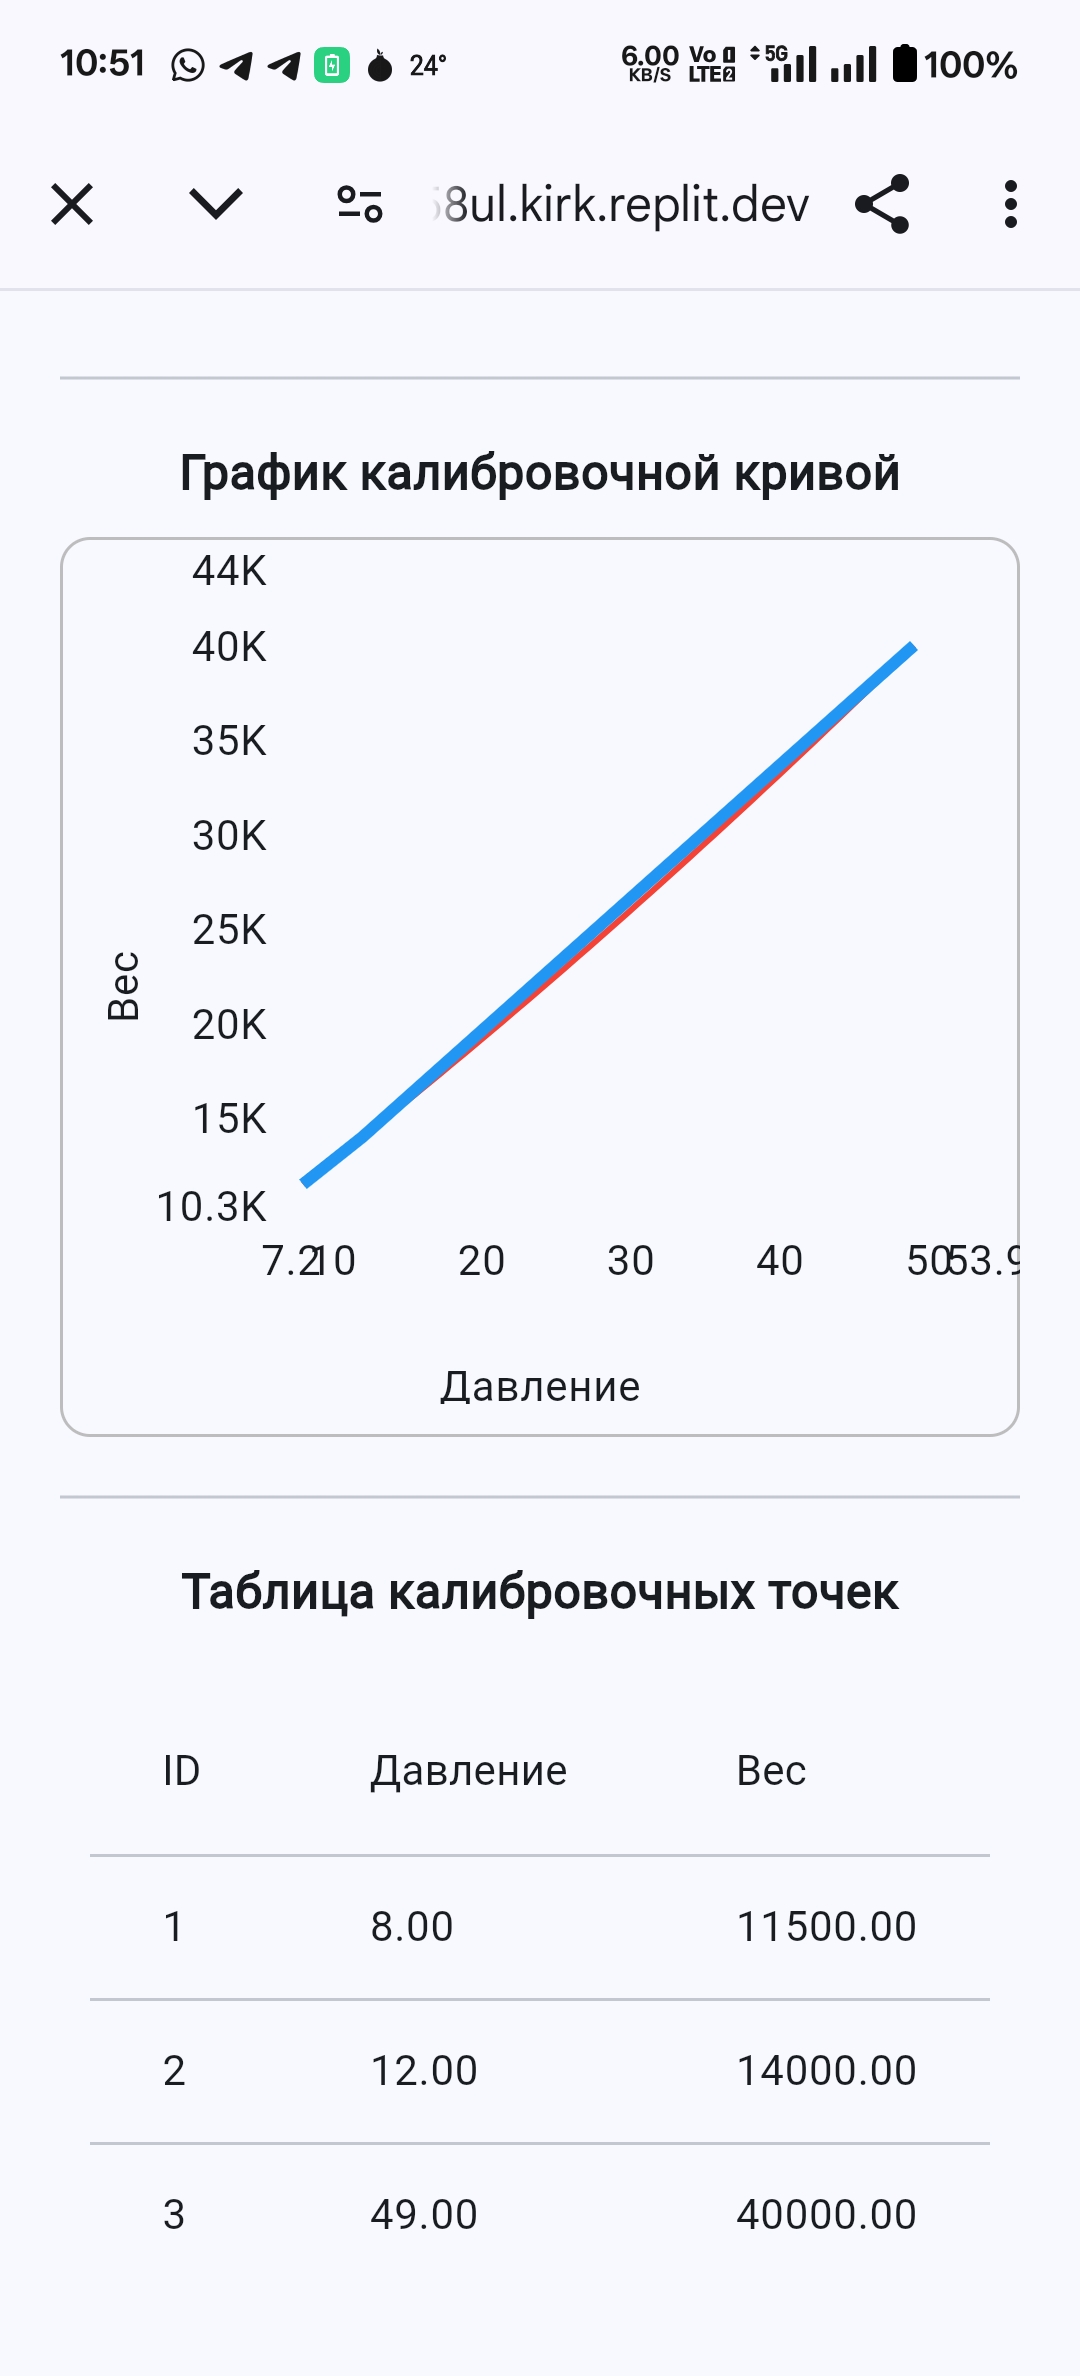 10:51 24° 6.00 KB/S Vo LTE 1 2 5G 100%
8ul.kirk.replit.dev
График калибровочной кривой
44K
40K
35K
30K
25K
20K
15K
10.3K
Вес
7.2 10 20 30 40 50 53.9
Давление
Таблица калибровочных точек
ID Давление Вес
1 8.00 11500.00
2 12.00 14000.00
3 49.00 40000.00